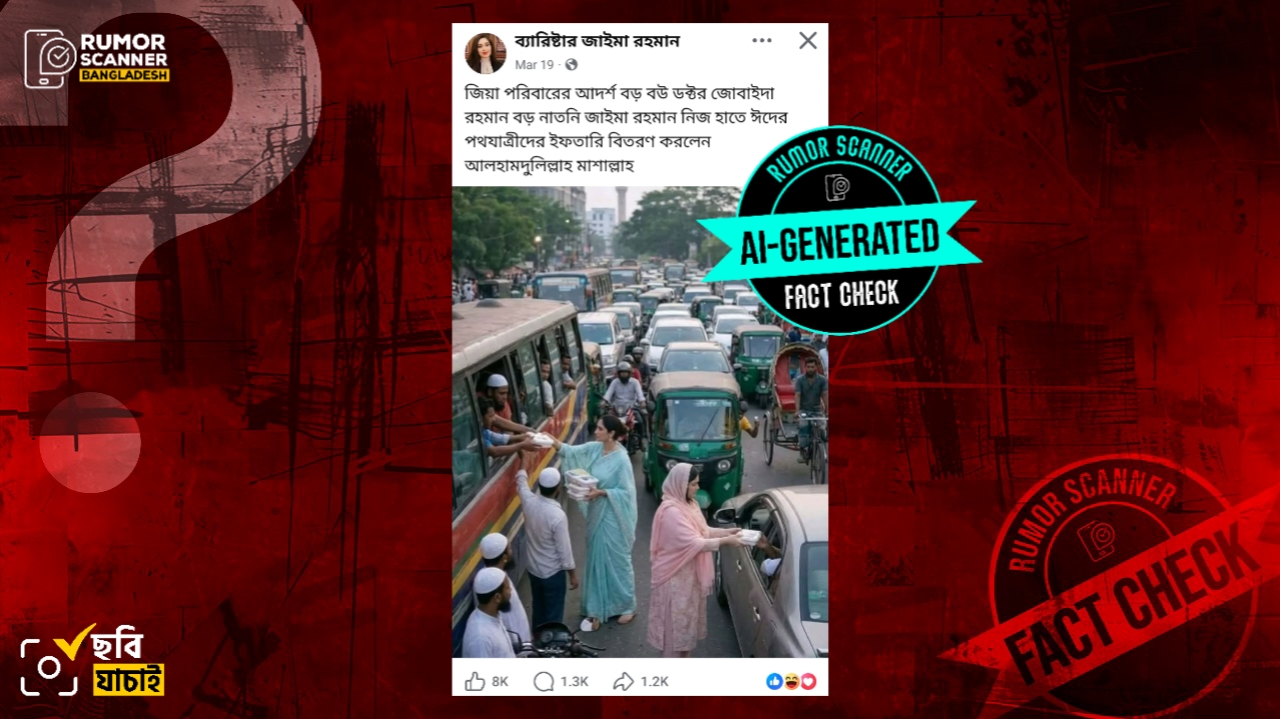 RUMOR
SCANNER
BANGLADESH
ব্যারিষ্টার জাইমা রহমান
Mar 19 ·
জিয়া পরিবারের আদর্শ বড় বউ ডক্টর জোবাইদা
রহমান বড় নাতনি জাইমা রহমান নিজ হাতে ঈদের
পথযাত্রীদের ইফতারি বিতরণ করলেন
আলহামদুলিল্লাহ মাশাল্লাহ
RUMOR SCANNER
AI-GENERATED
FACT CHECK
8K
1.3K
1.2K
RUMOR SCANNER
FACT CHECK
ছবি
যাচাই